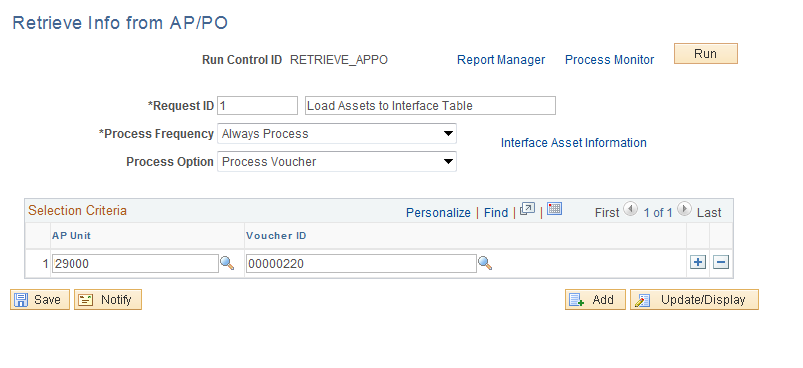 Retrieve Info from AP/PO
Run Control ID RETRIEVE_APPO Report Manager Process Monitor Run
*Request ID 1 Load Assets to Interface Table
*Process Frequency Always Process
Interface Asset Information
Process Option Process Voucher
Selection Criteria Personalize | Find | | First 1 of 1 Last
AP Unit Voucher ID
1 29000 00000220
Save Notify Add Update/Display